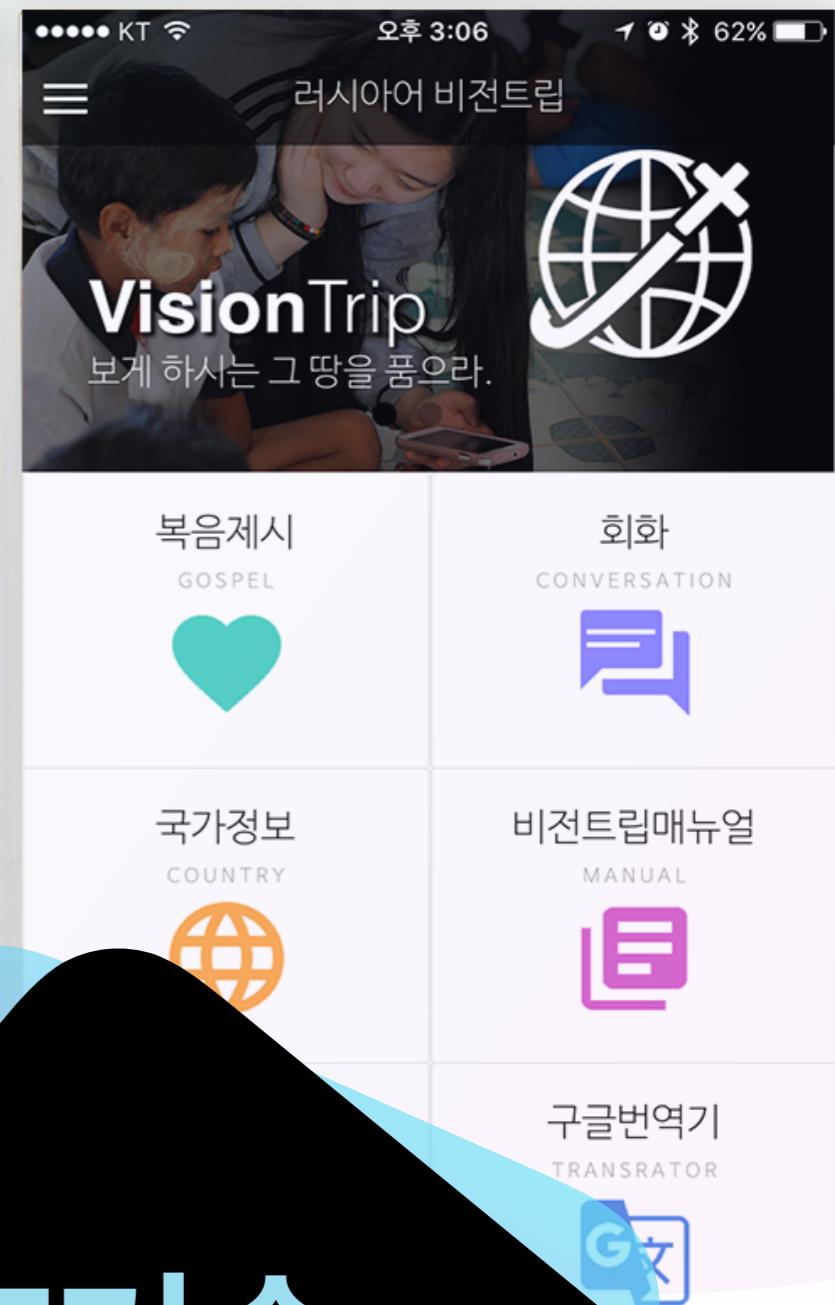 KT 오후 3:06 62%
러시아어 비전트립
VisionTrip
보게 하시는 그 땅을 품으라.
복음제시
GOSPEL
회화
CONVERSATION
국가정보
COUNTRY
비전트립매뉴얼
MANUAL
구글번역기
TRANSRATOR
G 文